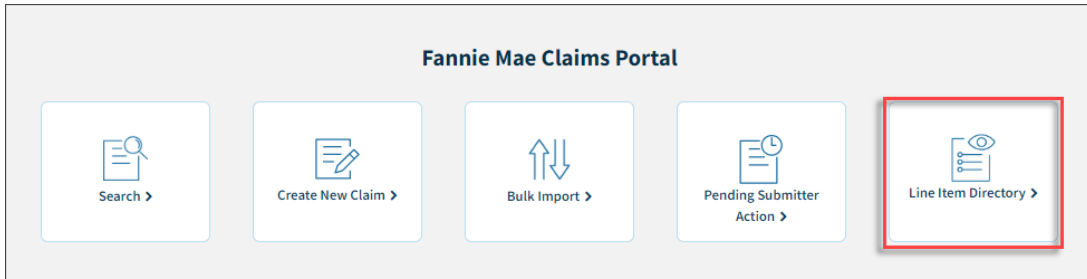 Fannie Mae Claims Portal
Search >
Create New Claim >
Bulk Import >
Pending Submitter
Action >
Line Item Directory >